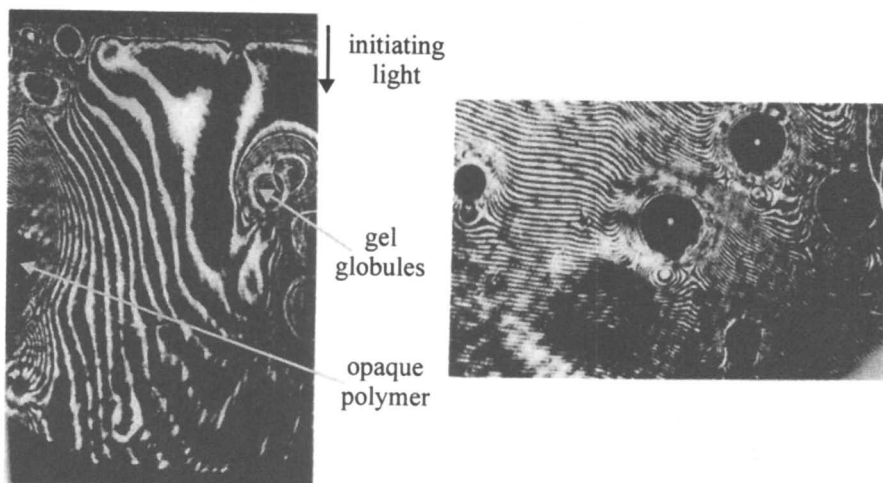 initiating
light
gel
globules
opaque
polymer